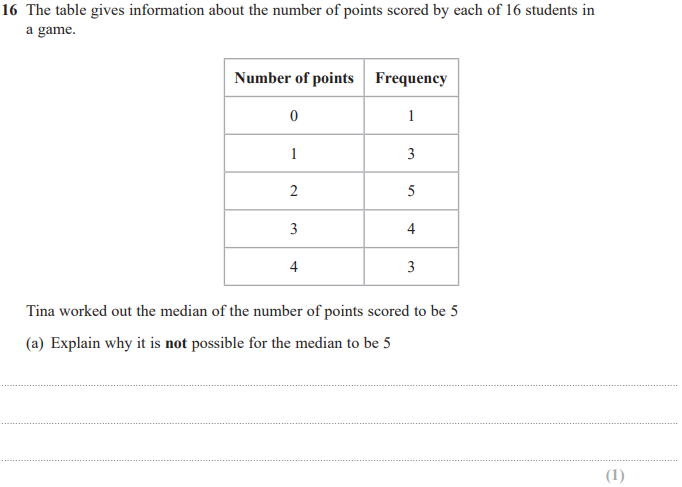 16 The table gives information about the number of points scored by each of 16 students in
a game.
Number of points Frequency
0 1
1 3
2 5
3 4
4 3
Tina worked out the median of the number of points scored to be 5
(a) Explain why it is not possible for the median to be 5
(1)